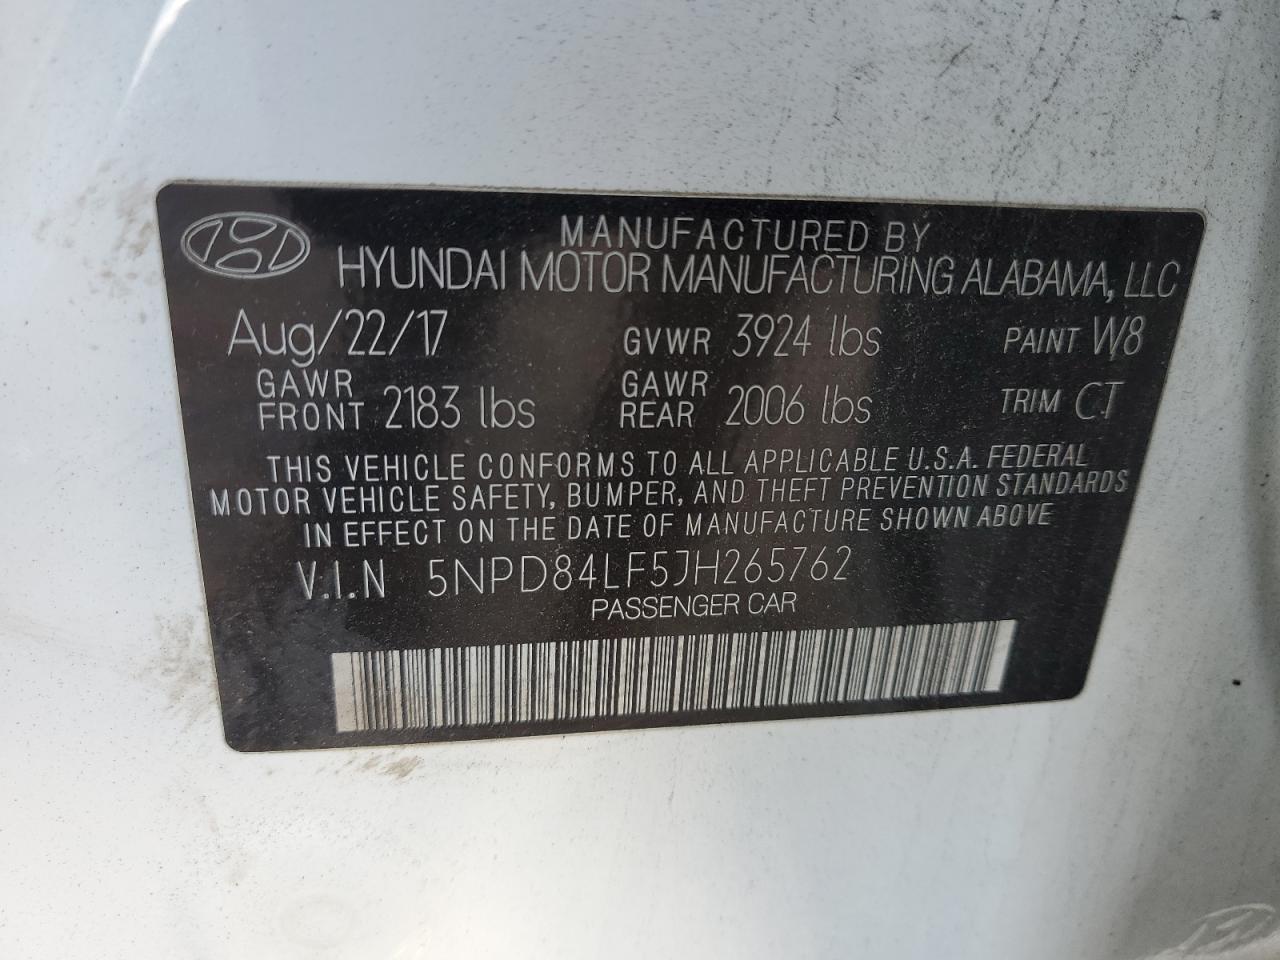 MANUFACTURED BY
HYUNDAI MOTOR MANUFACTURING ALABAMA, LLC
Aug/22/17 GVWR 3924 lbs PAINT W8
GAWR FRONT 2183 lbs GAWR REAR 2006 lbs TRIM CT
THIS VEHICLE CONFORMS TO ALL APPLICABLE U.S.A. FEDERAL
MOTOR VEHICLE SAFETY, BUMPER, AND THEFT PREVENTION STANDARDS
IN EFFECT ON THE DATE OF MANUFACTURE SHOWN ABOVE
V.I.N 5NPD84LF5JH265762
PASSENGER CAR